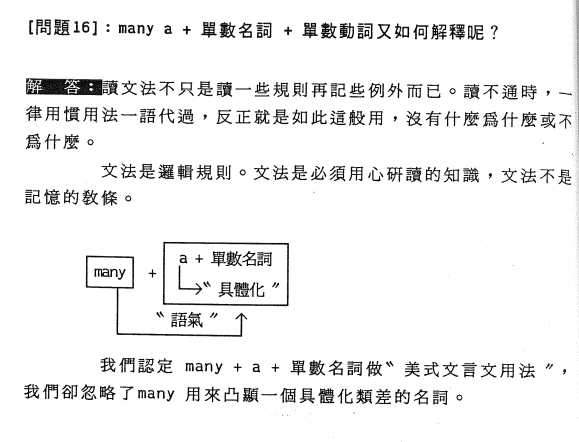 [問題16]：many a + 單數名詞 + 單數動詞又如何解釋呢？
解　答：讀文法不只是讀一些規則再記些例外而已。讀不通時，一
律用慣用法一語代過，反正就是如此這般用，沒有什麼爲什麼或不
爲什麼。
文法是邏輯規則。文法是必須用心研讀的知識，文法不是
記憶的敎條。
many + a + 單數名詞
〝具體化〞
〝語氣〞
我們認定 many + a + 單數名詞做〝美式文言文用法〞，
我們卻忽略了many 用來凸顯一個具體化類差的名詞。